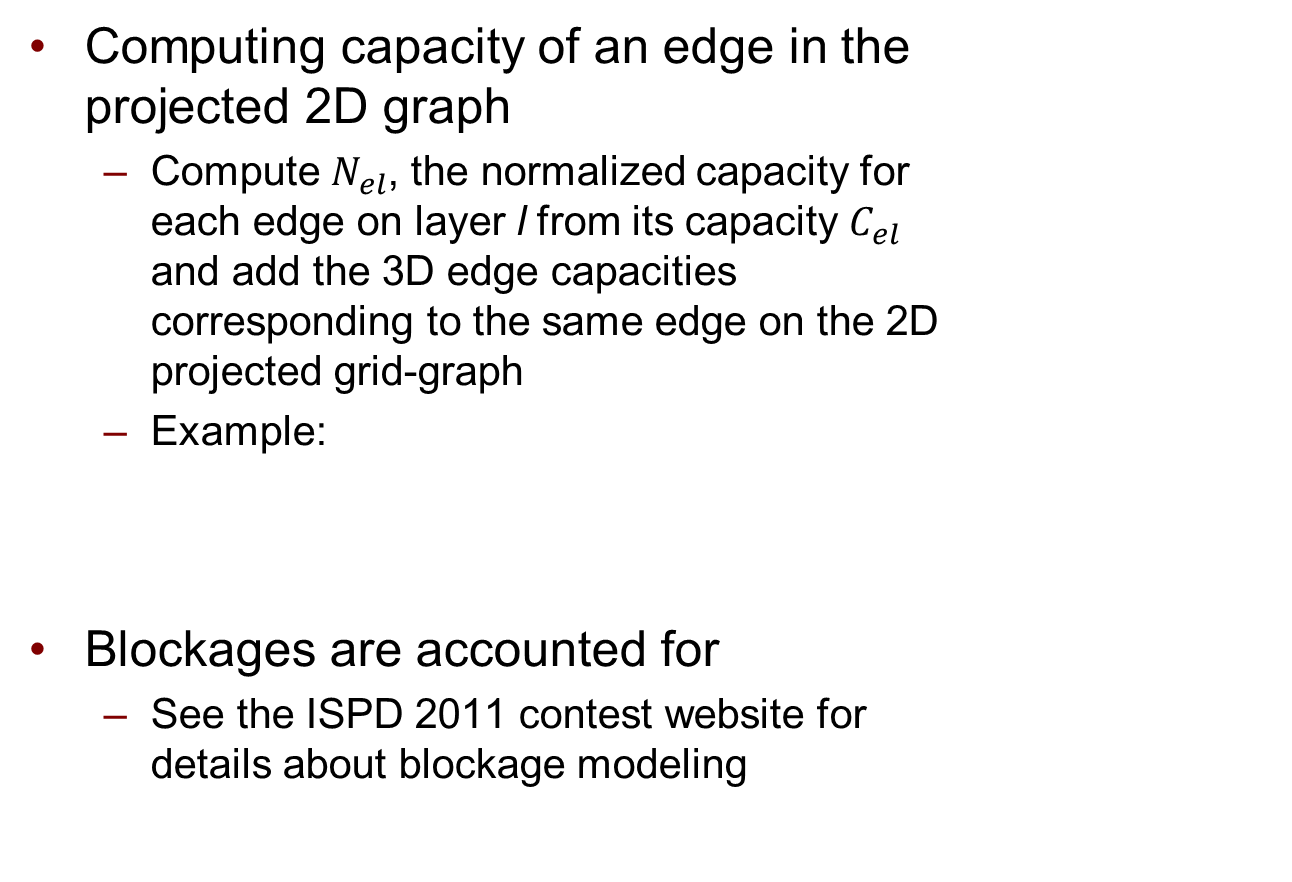 • Computing capacity of an edge in the
projected 2D graph
– Compute 𝑁𝑒𝑙, the normalized capacity for
each edge on layer l from its capacity 𝐶𝑒𝑙
and add the 3D edge capacities
corresponding to the same edge on the 2D
projected grid-graph
– Example:
• Blockages are accounted for
– See the ISPD 2011 contest website for
details about blockage modeling